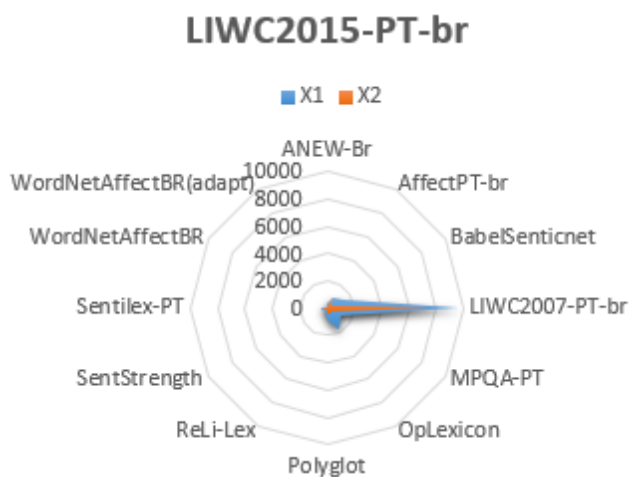 LIWC2015-PT-br
X1 X2
ANEW-Br
10000
WordNetAffectBR(adapt) AffectPT-br
8000
6000
WordNetAffectBR BabelSenticnet
4000
2000
Sentilex-PT 0 LIWC2007-PT-br
SentStrength MPQA-PT
ReLi-Lex OpLexicon
Polyglot